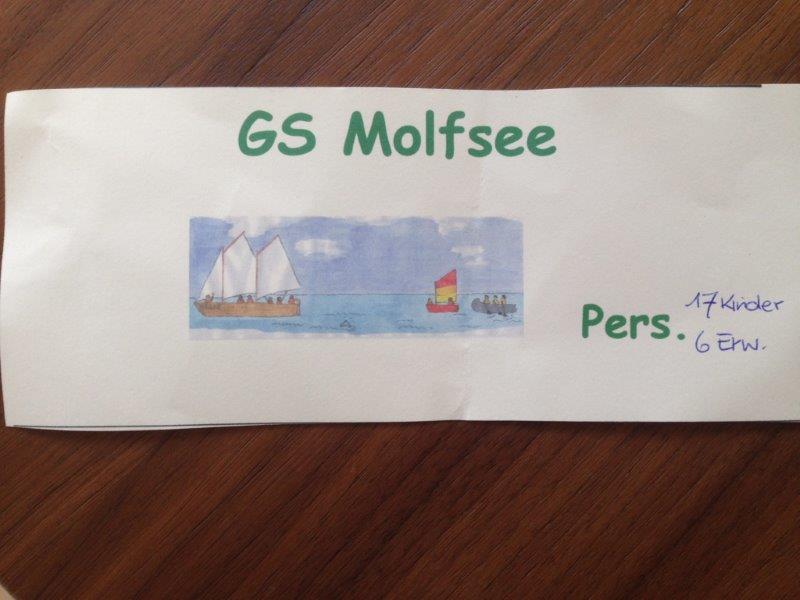 GS Molfsee
Pers. 17 Kinder
6 Erw.